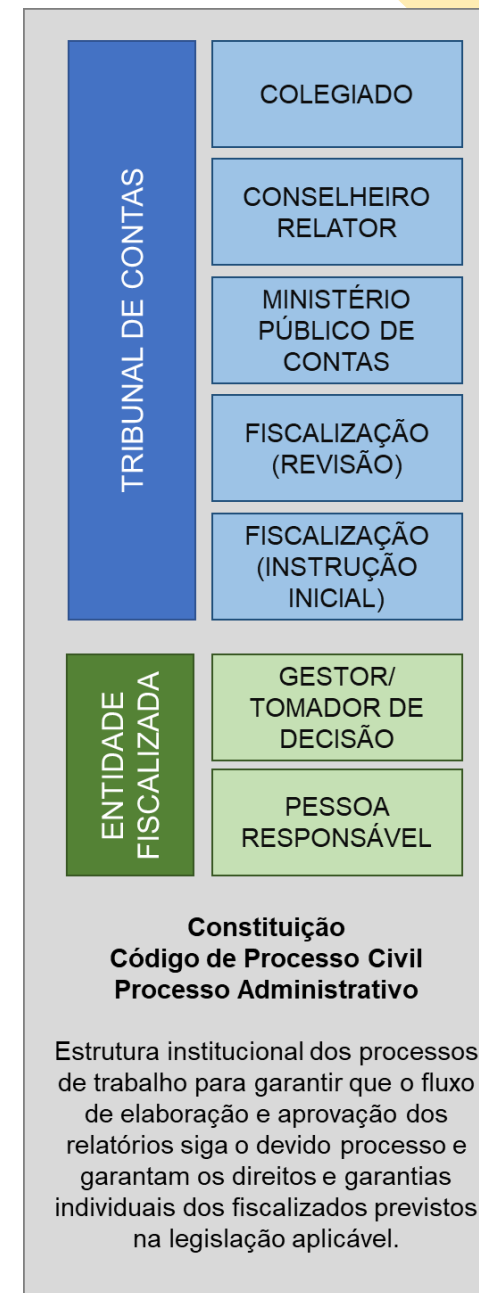 TRIBUNAL DE CONTAS
COLEGIADO
CONSELHEIRO
RELATOR
MINISTÉRIO
PÚBLICO DE
CONTAS
FISCALIZAÇÃO
(REVISÃO)
FISCALIZAÇÃO
(INSTRUÇÃO
INICIAL)
ENTIDADE
FISCALIZADA
GESTOR/
TOMADOR DE
DECISÃO
PESSOA
RESPONSÁVEL
Constituição
Código de Processo Civil
Processo Administrativo
Estrutura institucional dos processos
de trabalho para garantir que o fluxo
de elaboração e aprovação dos
relatórios siga o devido processo e
garantam os direitos e garantias
individuais dos fiscalizados previstos
na legislação aplicável.